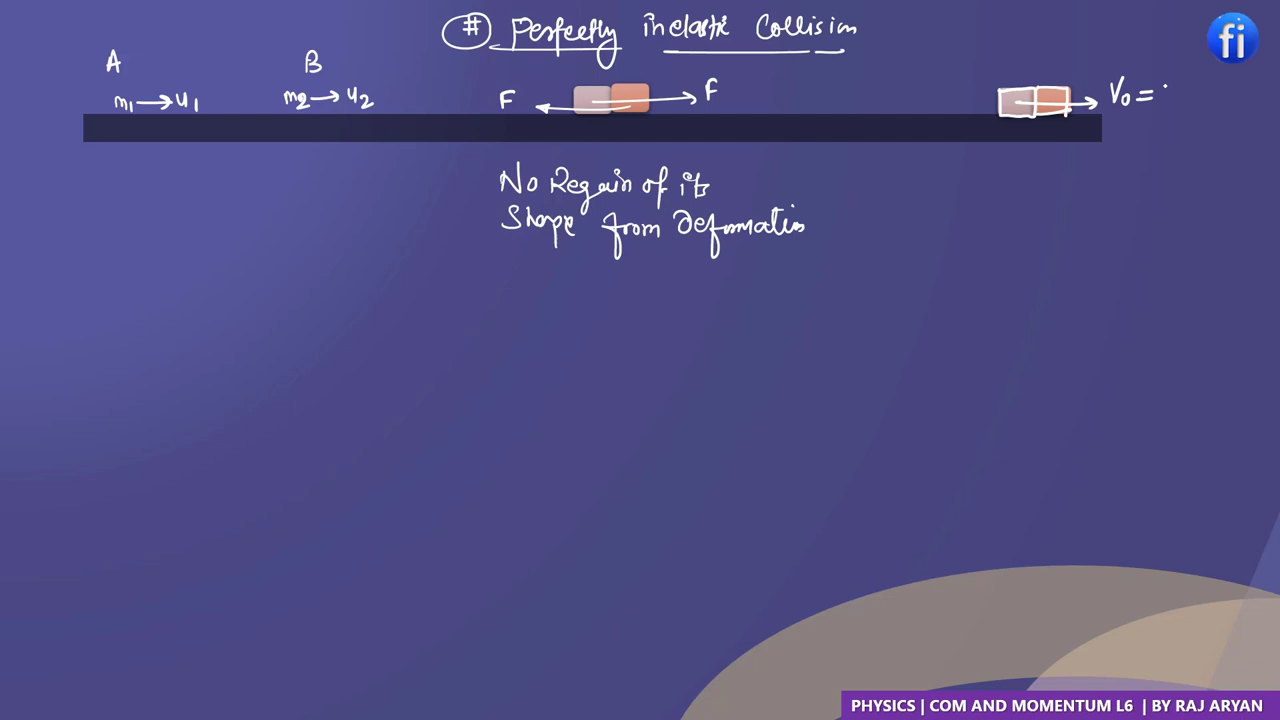 # Perfectly inelastic Collision
fi
A B
m₁ → u₁ m₂ → u₂ F F V₀ =
No Regain of its
Shape from Deformation
PHYSICS | COM AND MOMENTUM L6 | BY RAJ ARYAN